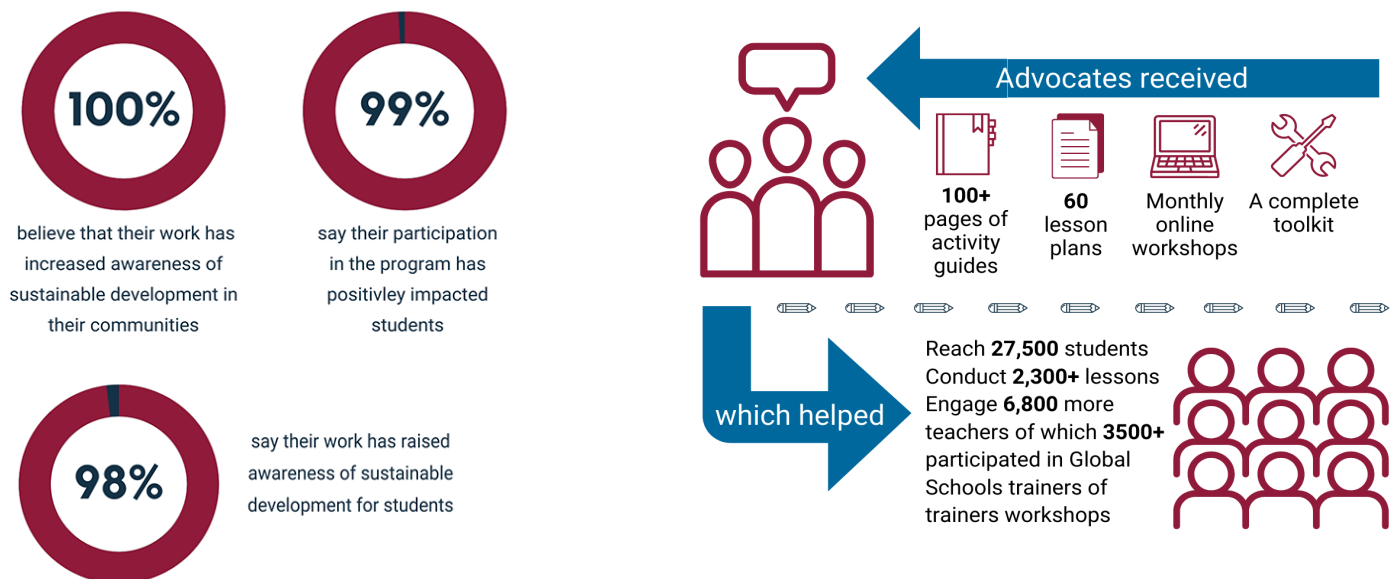 100%
believe that their work has
increased awareness of
sustainable development in
their communities
99%
say their participation
in the program has
positivley impacted
students
98%
say their work has raised
awareness of sustainable
development for students
Advocates received
100+
pages of
activity
guides
60
lesson
plans
Monthly
online
workshops
A complete
toolkit
which helped
Reach 27,500 students
Conduct 2,300+ lessons
Engage 6,800 more
teachers of which 3500+
participated in Global
Schools trainers of
trainers workshops